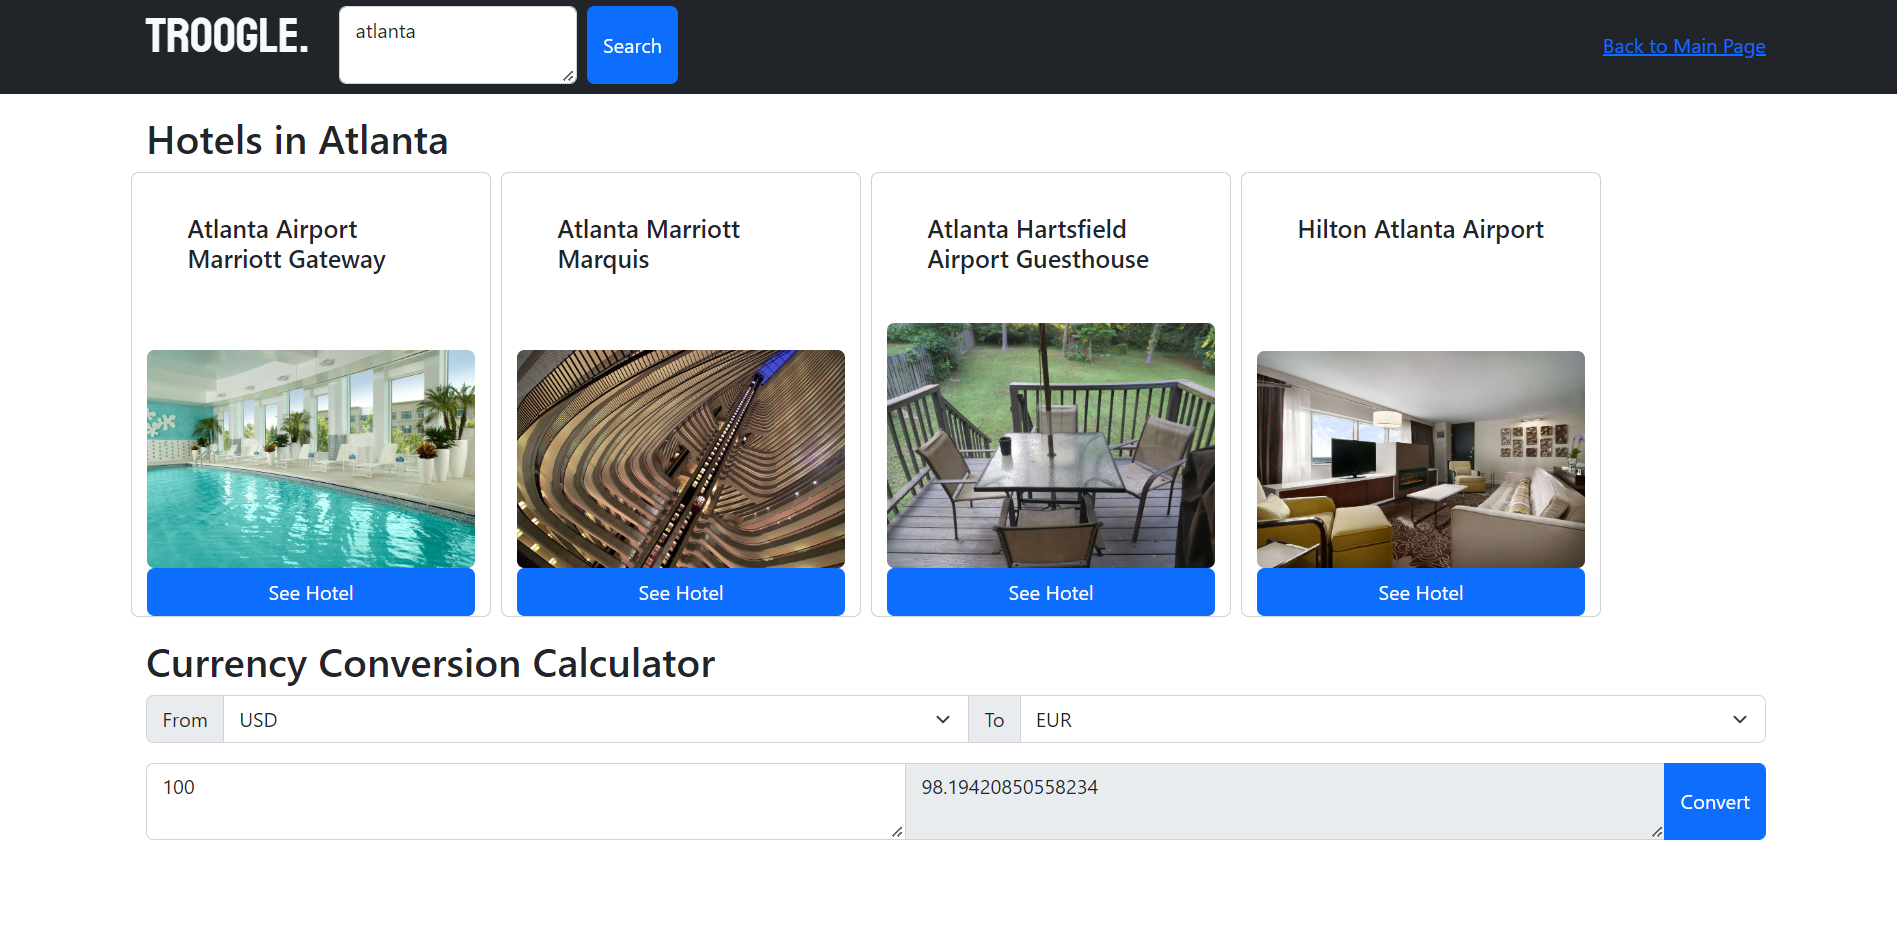 TROOGLE.
atlanta
Search
Back to Main Page
Hotels in Atlanta
Atlanta Airport
Marriott Gateway
See Hotel
Atlanta Marriott
Marquis
See Hotel
Atlanta Hartsfield
Airport Guesthouse
See Hotel
Hilton Atlanta Airport
See Hotel
Currency Conversion Calculator
From
USD
To
EUR
100
98.19420850558234
Convert